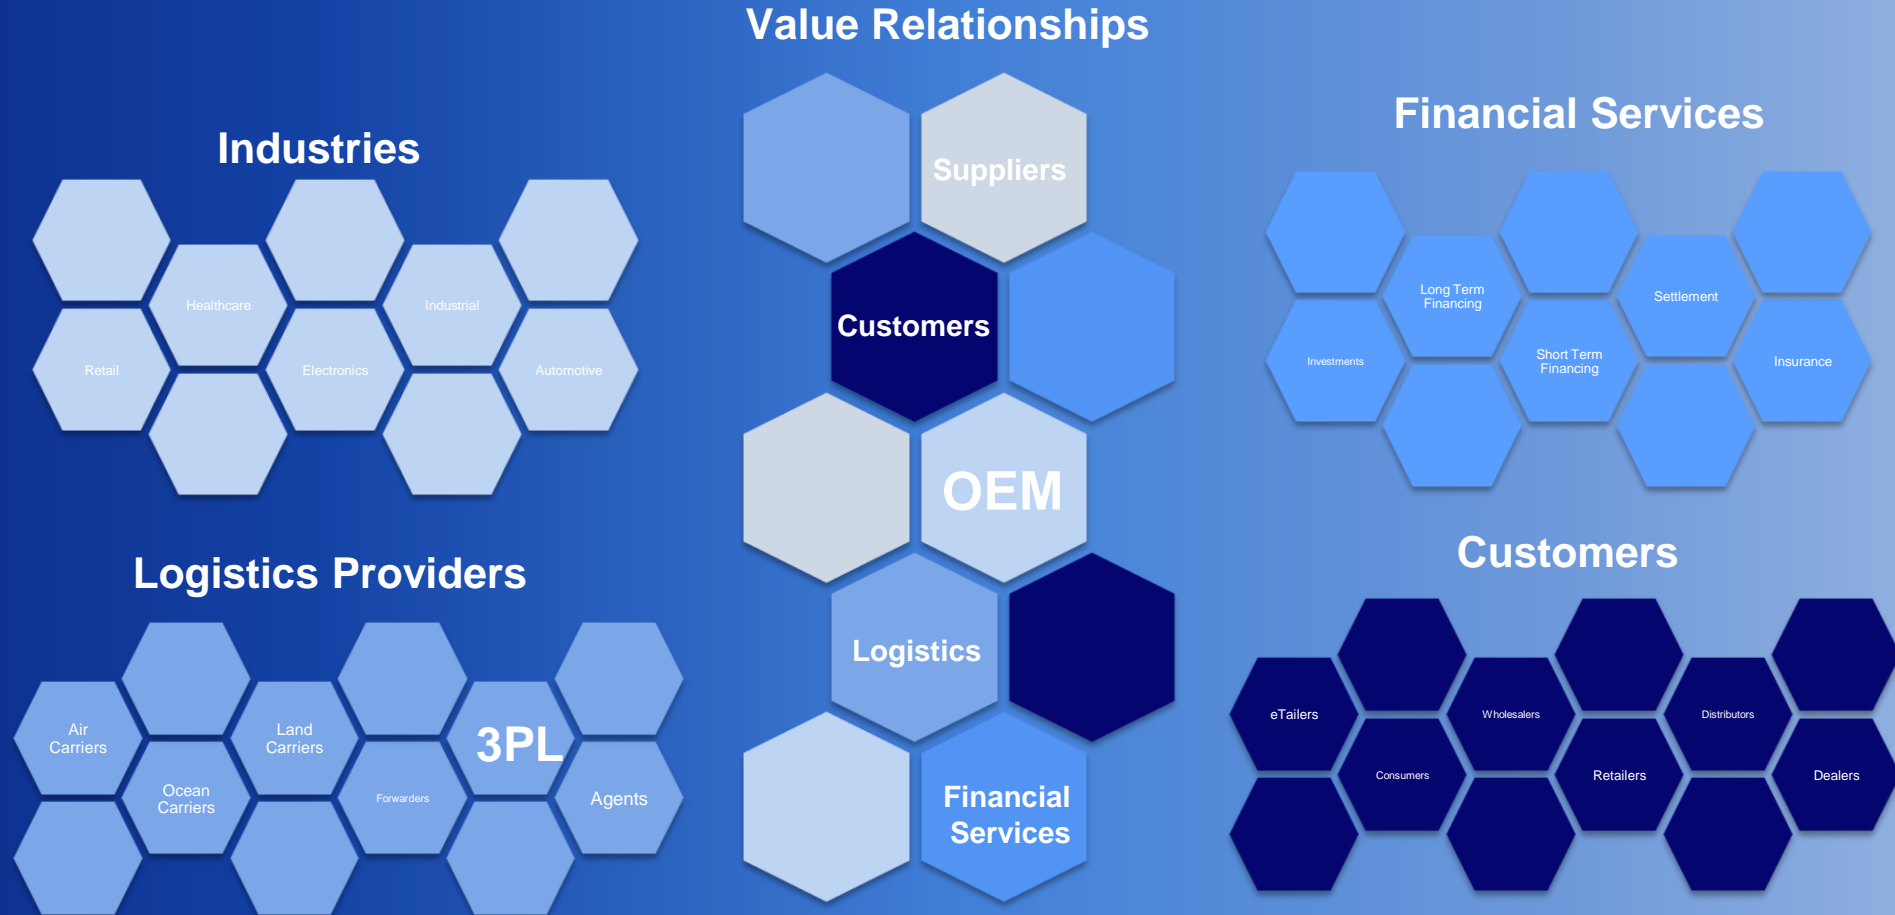 Value Relationships
Industries
Healthcare
Industrial
Retail
Electronics
Automotive
Logistics Providers
Air
Carriers
Land
Carriers
3PL
Ocean
Carriers
Forwarders
Agents
Suppliers
Customers
OEM
Logistics
Financial
Services
Financial Services
Long Term
Financing
Settlement
Investments
Short Term
Financing
Insurance
Customers
eTailers
Wholesalers
Distributors
Consumers
Retailers
Dealers